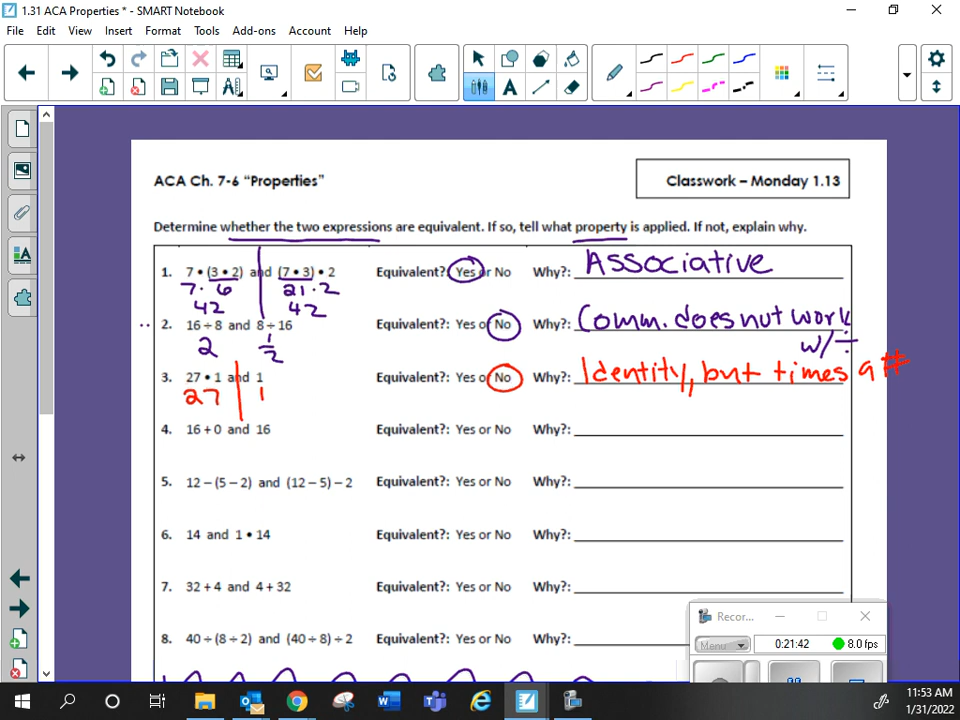 1.31 ACA Properties * - SMART Notebook
File Edit View Insert Format Tools Add-ons Account Help
ACA Ch. 7-6 “Properties”
Classwork – Monday 1.13
Determine whether the two expressions are equivalent. If so, tell what property is applied. If not, explain why.
1. 7 • (3 • 2) and (7 • 3) • 2 Equivalent?: Yes or No Why?: Associative
7 · 6 21 · 2
42 42
2. 16 ÷ 8 and 8 ÷ 16 Equivalent?: Yes or No Why?: Comm. does not work
2 1/2 w/ ÷
3. 27 • 1 and 1 Equivalent?: Yes or No Why?: Identity, but times a #
27 1
4. 16 + 0 and 16 Equivalent?: Yes or No Why?:
5. 12 – (5 – 2) and (12 – 5) – 2 Equivalent?: Yes or No Why?:
6. 14 and 1 • 14 Equivalent?: Yes or No Why?:
7. 32 + 4 and 4 + 32 Equivalent?: Yes or No Why?:
8. 40 ÷ (8 ÷ 2) and (40 ÷ 8) ÷ 2 Equivalent?: Yes or No Why?:
Recor...
Menu 0:21:42 8.0 fps
11:53 AM
1/31/2022